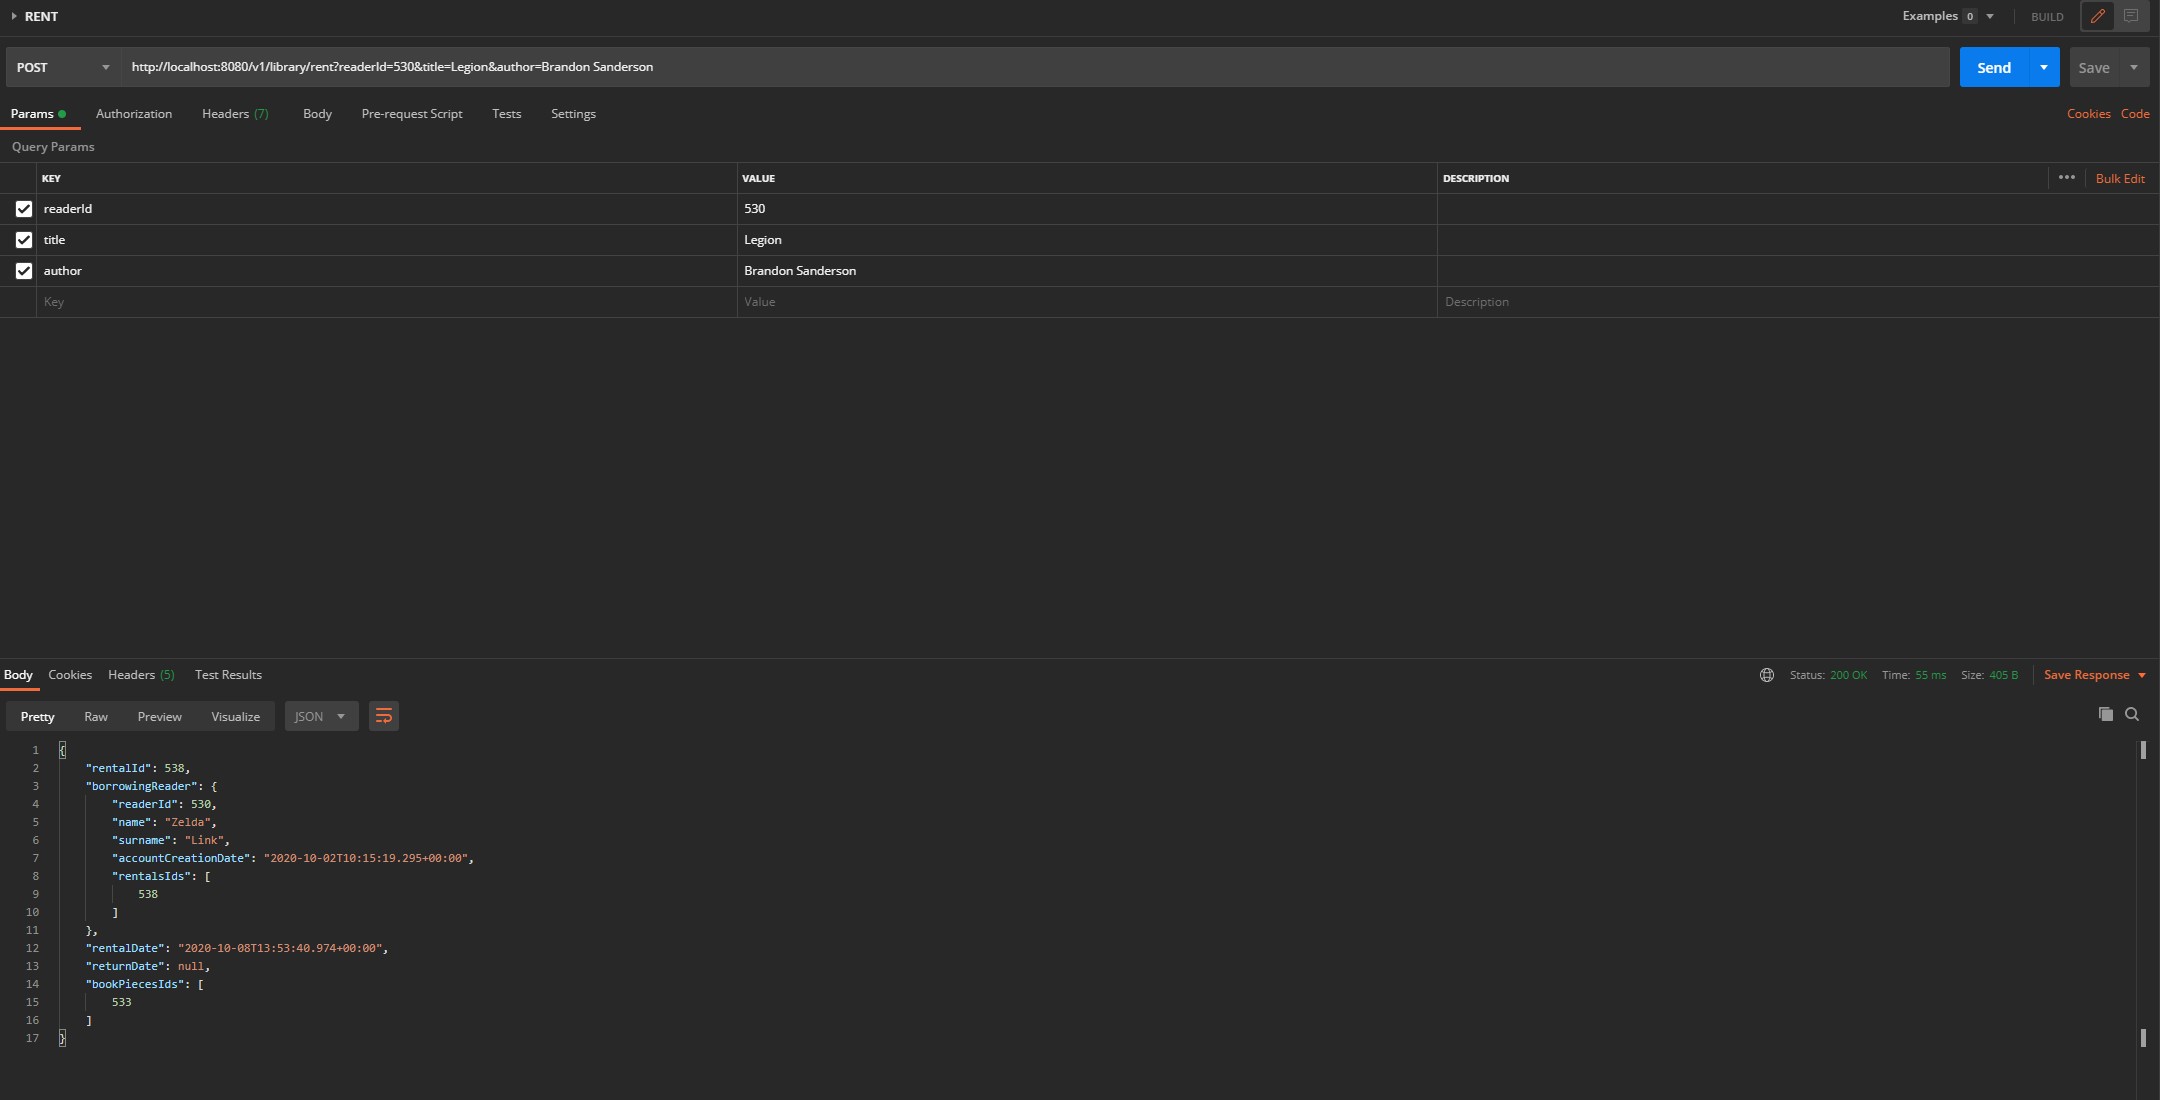 RENT
Examples 0 BUILD
POST http://localhost:8080/v1/library/rent?readerId=530&title=Legion&author=Brandon Sanderson Send Save
Params Authorization Headers (7) Body Pre-request Script Tests Settings Cookies Code
Query Params
KEY VALUE DESCRIPTION ••• Bulk Edit
readerId 530
title Legion
author Brandon Sanderson
Key Value Description
Body Cookies Headers (5) Test Results Status: 200 OK Time: 55 ms Size: 405 B Save Response
Pretty Raw Preview Visualize JSON
1 {
2 "rentalId": 538,
3 "borrowingReader": {
4 "readerId": 530,
5 "name": "Zelda",
6 "surname": "Link",
7 "accountCreationDate": "2020-10-02T10:15:19.295+00:00",
8 "rentalsIds": [
9 538
10 ]
11 },
12 "rentalDate": "2020-10-08T13:53:40.974+00:00",
13 "returnDate": null,
14 "bookPiecesIds": [
15 533
16 ]
17 }